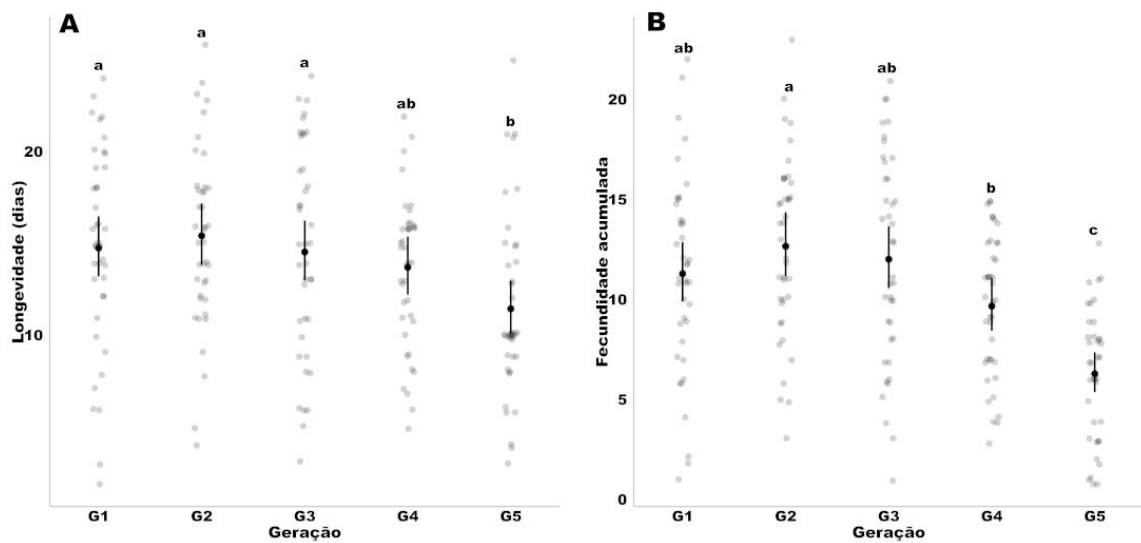 A
a
a
a
ab
b
Longevidade (dias)
20
10
G1 G2 G3 G4 G5
Geração
B
ab
a
ab
b
c
Fecundidade acumulada
20
15
10
5
0
G1 G2 G3 G4 G5
Geração